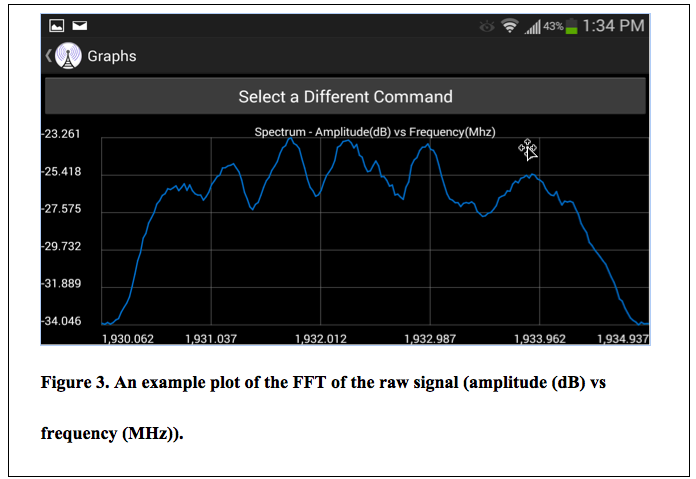 43% 1:34 PM
Graphs
Select a Different Command
Spectrum - Amplitude(dB) vs Frequency(Mhz)
-23.261
-25.418
-27.575
-29.732
-31.889
-34.046
1,930.062 1,931.037 1,932.012 1,932.987 1,933.962 1,934.937
Figure 3. An example plot of the FFT of the raw signal (amplitude (dB) vs
frequency (MHz)).